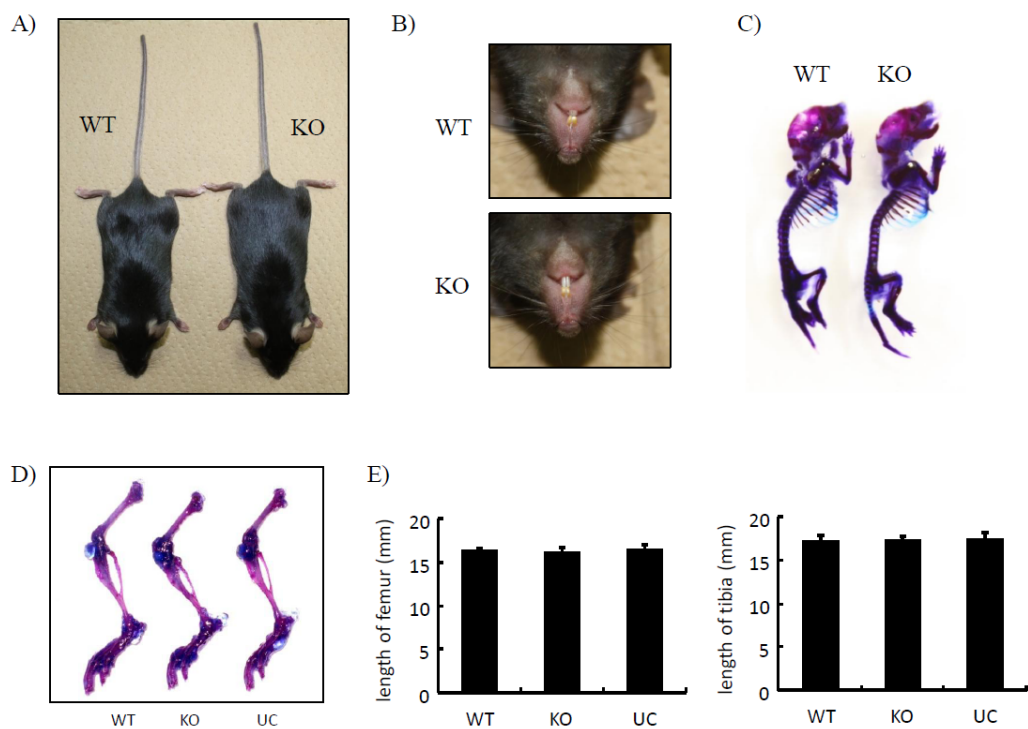 A)
WT
KO
B)
WT
KO
C)
WT
KO
D)
WT
KO
UC
E)
length of femur (mm)
20
15
10
5
0
WT
KO
UC
length of tibia (mm)
20
15
10
5
0
WT
KO
UC